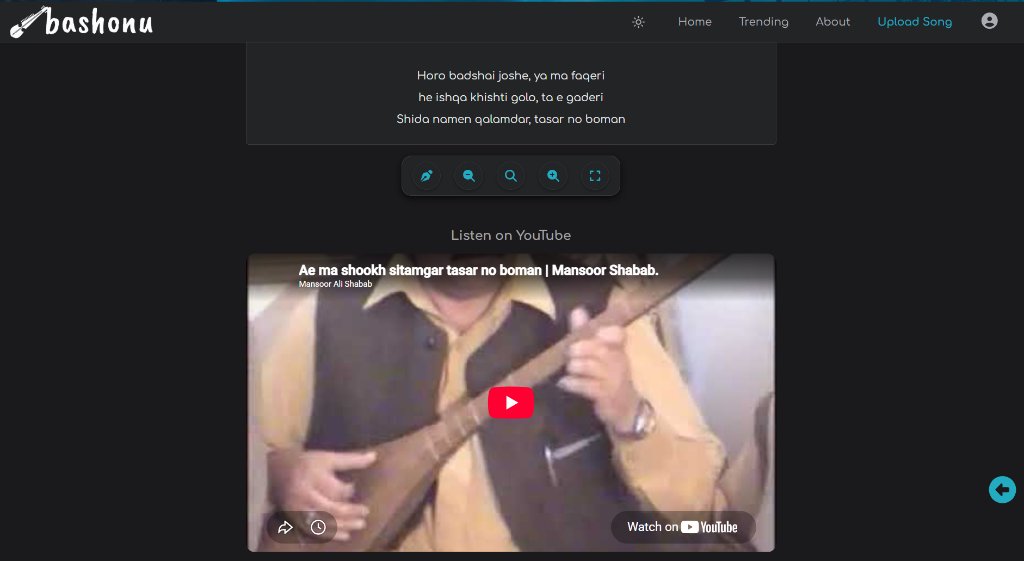 bashonu
Home
Trending
About
Upload Song
Horo badshai joshe, ya ma faqeri
he ishqa khishti galo, ta e gaderi
Shida namen qalamdar, tasar no boman
Listen on YouTube
Ae ma shookh sitamgar tasar no boman | Mansoor Shabab.
Mansoor Ali Shabab
Watch on YouTube